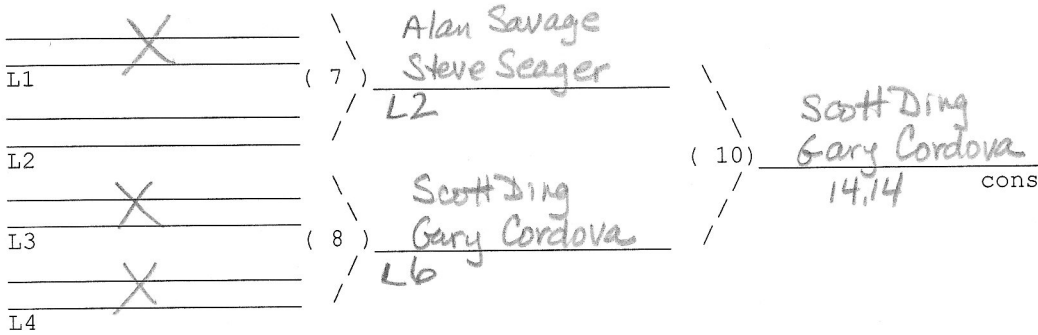 Alan Savage
Steve Seager
L1
( 7 )
L2
L2
Scott Ding
Gary Cordova
( 10)
14,14
cons
Scott Ding
Gary Cordova
L3
( 8 )
L6
L4